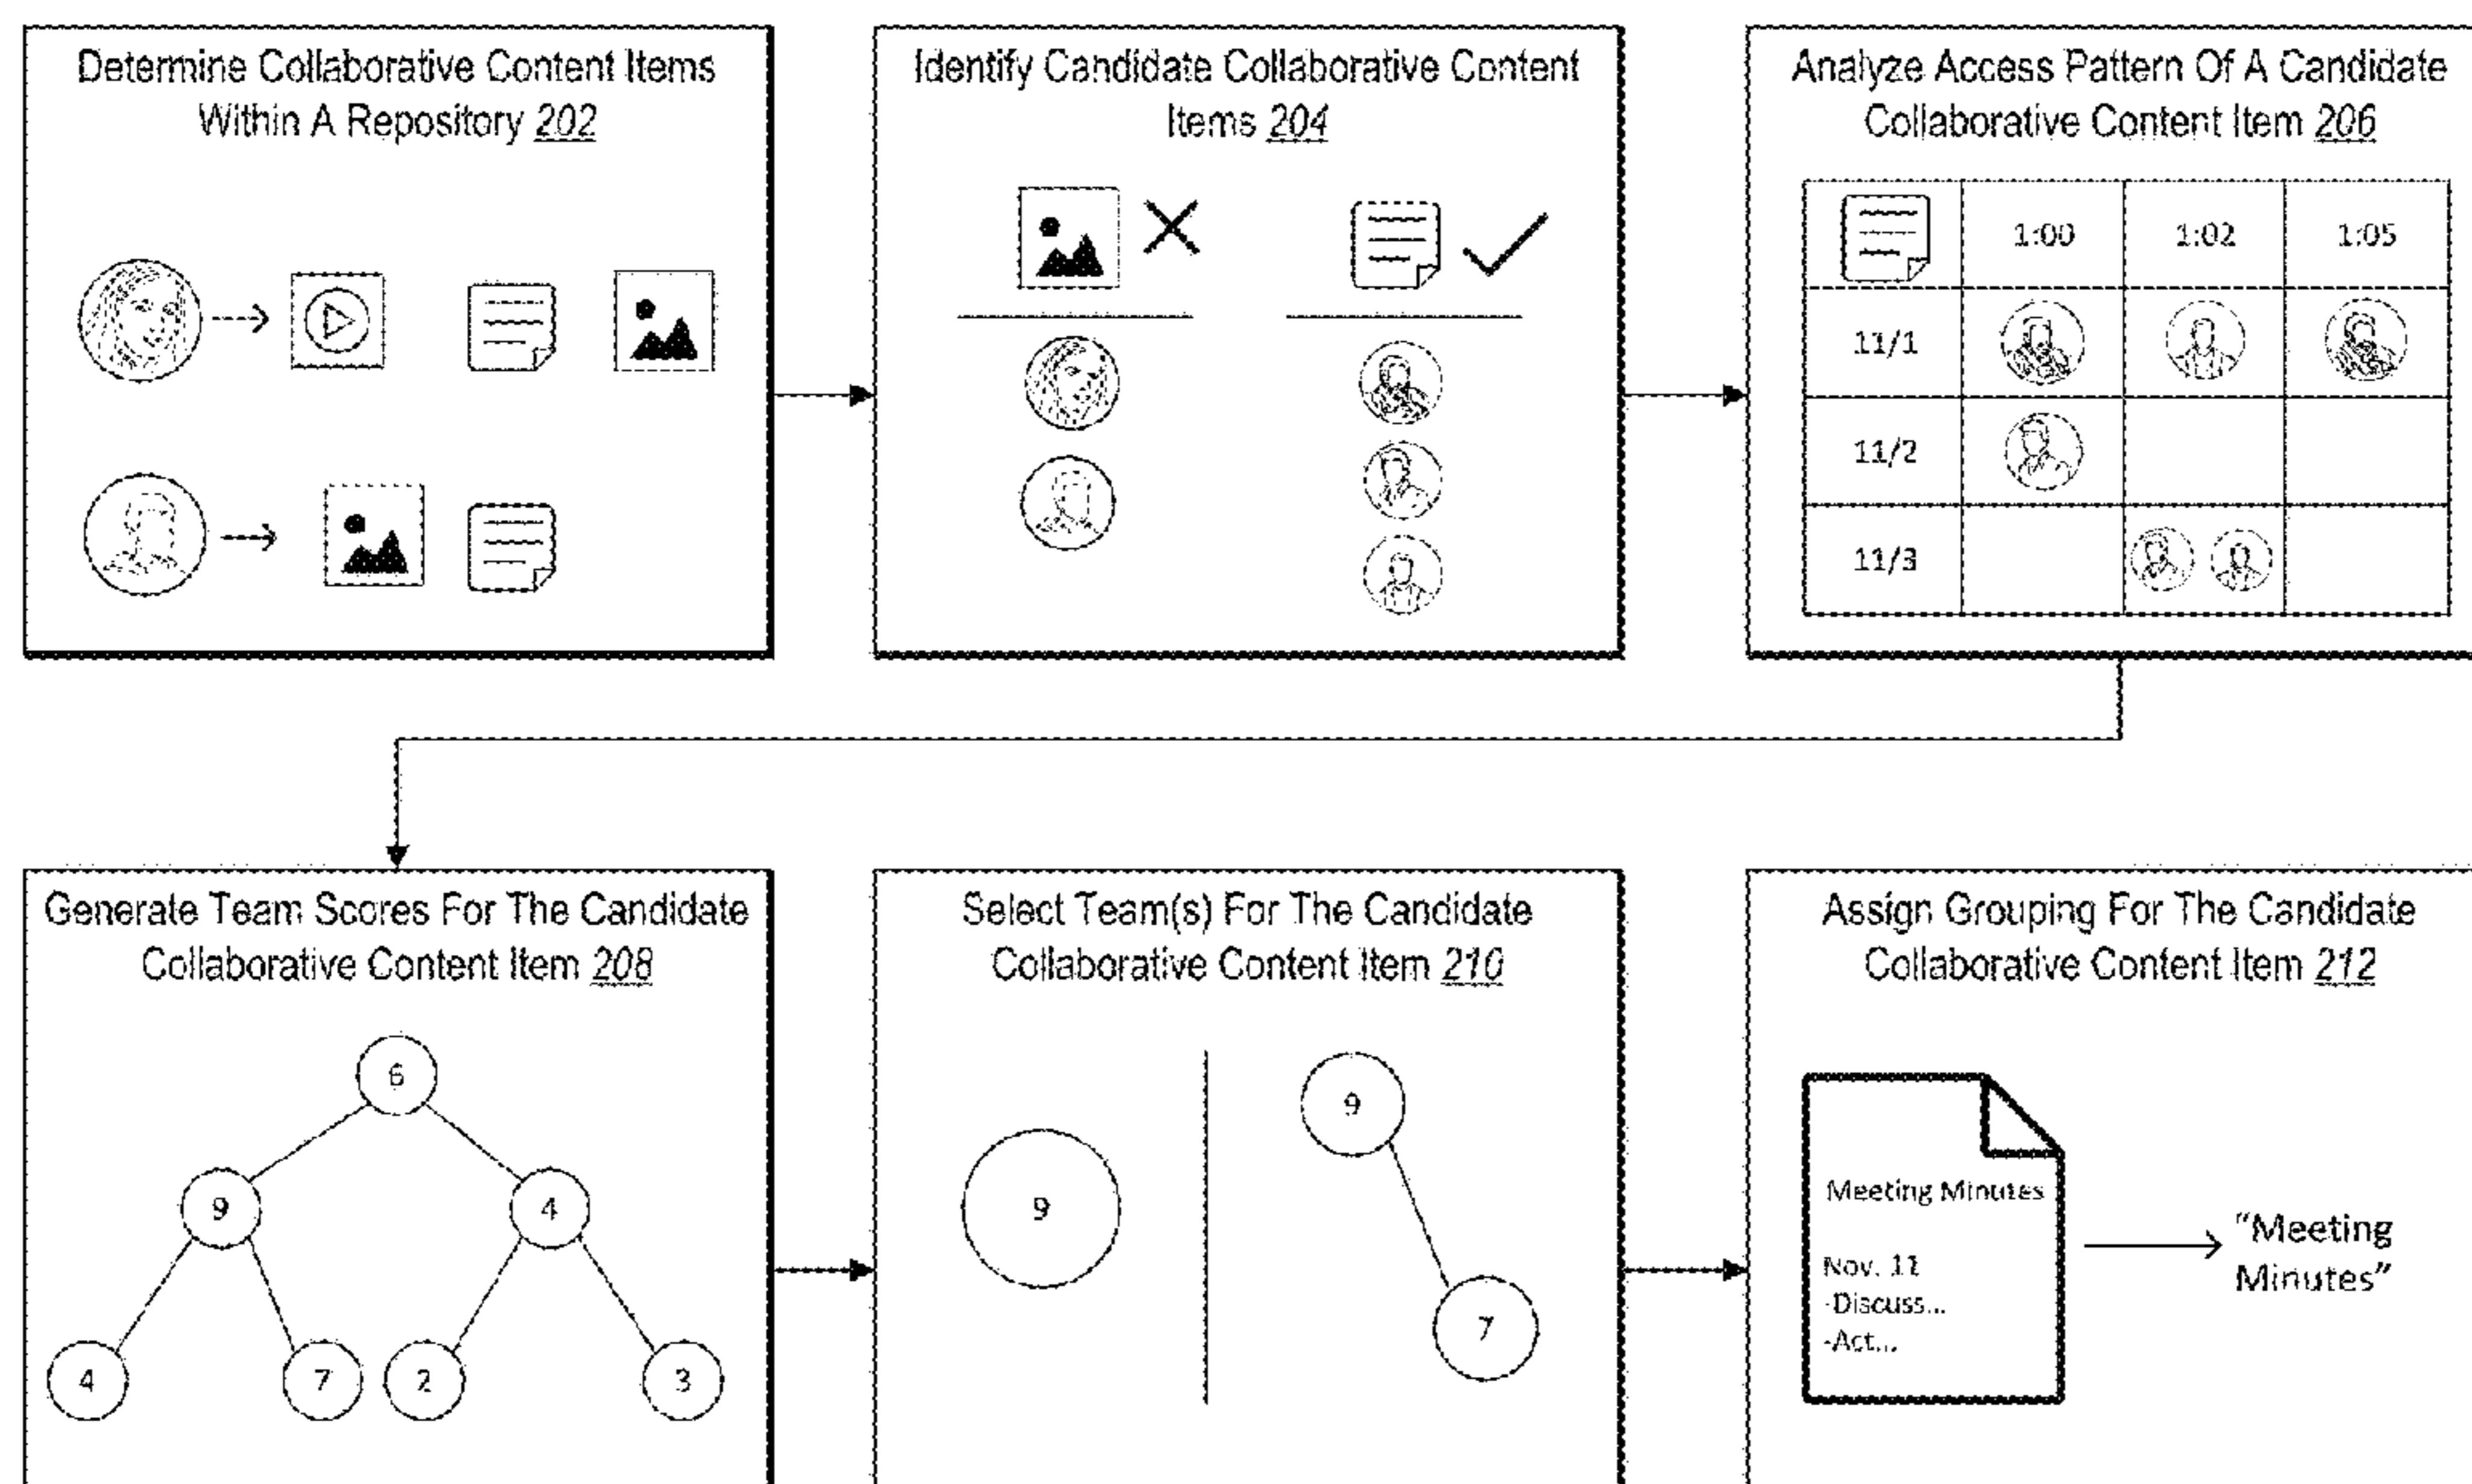 Determine Collaborative Content Items
Within A Repository 202
Identify Candidate Collaborative Content
Items 204
Analyze Access Pattern Of A Candidate
Collaborative Content Item 206
1:00 1:02 1:05
11/1
11/2
11/3
Generate Team Scores For The Candidate
Collaborative Content Item 208
6
9 4
4 7 2 3
Select Team(s) For The Candidate
Collaborative Content Item 210
9
9
7
Assign Grouping For The Candidate
Collaborative Content Item 212
Meeting Minutes
Nov. 11
-Discuss...
-Act...
"Meeting
Minutes"